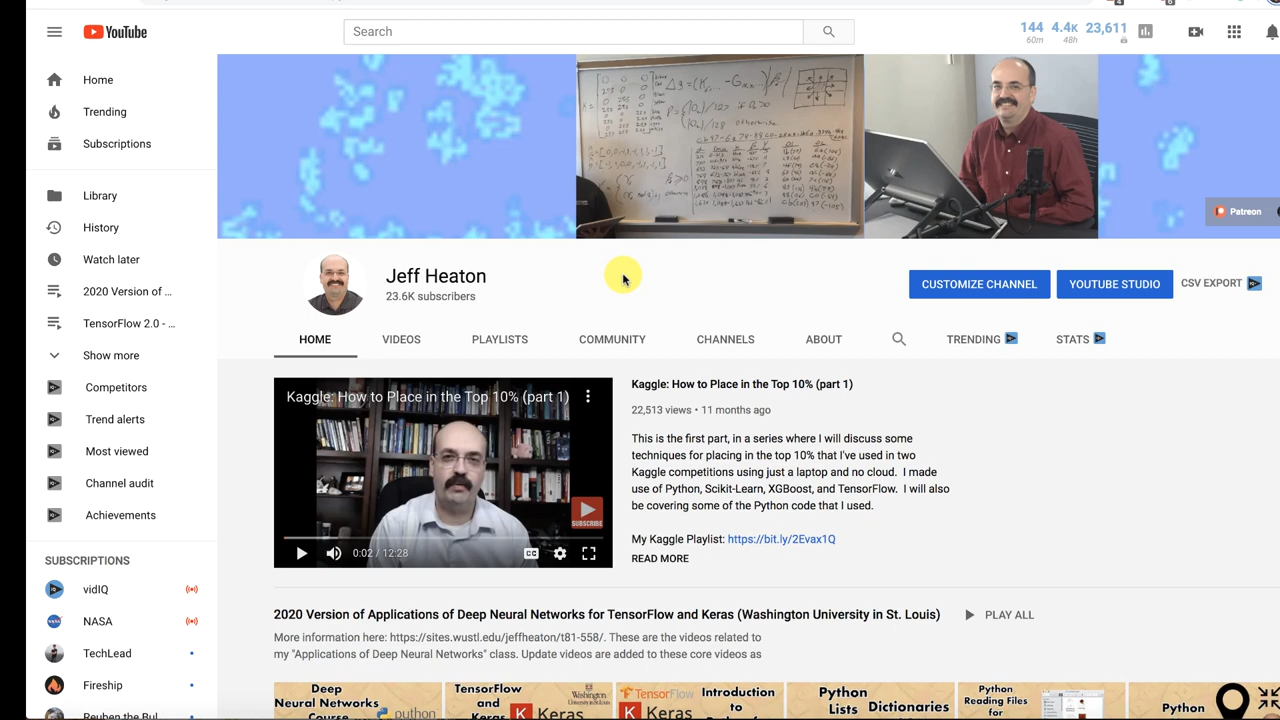 YouTube
Search
144 4.4K 23,611
60m 48h
Home
Trending
Subscriptions
Library
History
Watch later
2020 Version of ...
TensorFlow 2.0 - ...
Show more
Competitors
Trend alerts
Most viewed
Channel audit
Achievements
SUBSCRIPTIONS
vidIQ
NASA
TechLead
Fireship
Reuben the Bul
Patreon
Jeff Heaton
23.6K subscribers
CUSTOMIZE CHANNEL
YOUTUBE STUDIO
CSV EXPORT
HOME
VIDEOS
PLAYLISTS
COMMUNITY
CHANNELS
ABOUT
TRENDING
STATS
Kaggle: How to Place in the Top 10% (part 1)
SUBSCRIBE
0:02 / 12:28
CC
Kaggle: How to Place in the Top 10% (part 1)
22,513 views • 11 months ago
This is the first part, in a series where I will discuss some
techniques for placing in the top 10% that I've used in two
Kaggle competitions using just a laptop and no cloud. I made
use of Python, Scikit-Learn, XGBoost, and TensorFlow. I will also
be covering some of the Python code that I used.
My Kaggle Playlist: https://bit.ly/2Evax1Q
READ MORE
2020 Version of Applications of Deep Neural Networks for TensorFlow and Keras (Washington University in St. Louis)
PLAY ALL
More information here: https://sites.wustl.edu/jeffheaton/t81-558/. These are the videos related to
my "Applications of Deep Neural Networks" class. Update videos are added to these core videos as
Deep
Neural Networks
python
TensorFlow
and
Keras
Washington
K Keras
TensorFlow
K Keras
Introduction
to
Python
Lists
Dictionaries
Python
Reading Files
for
Python